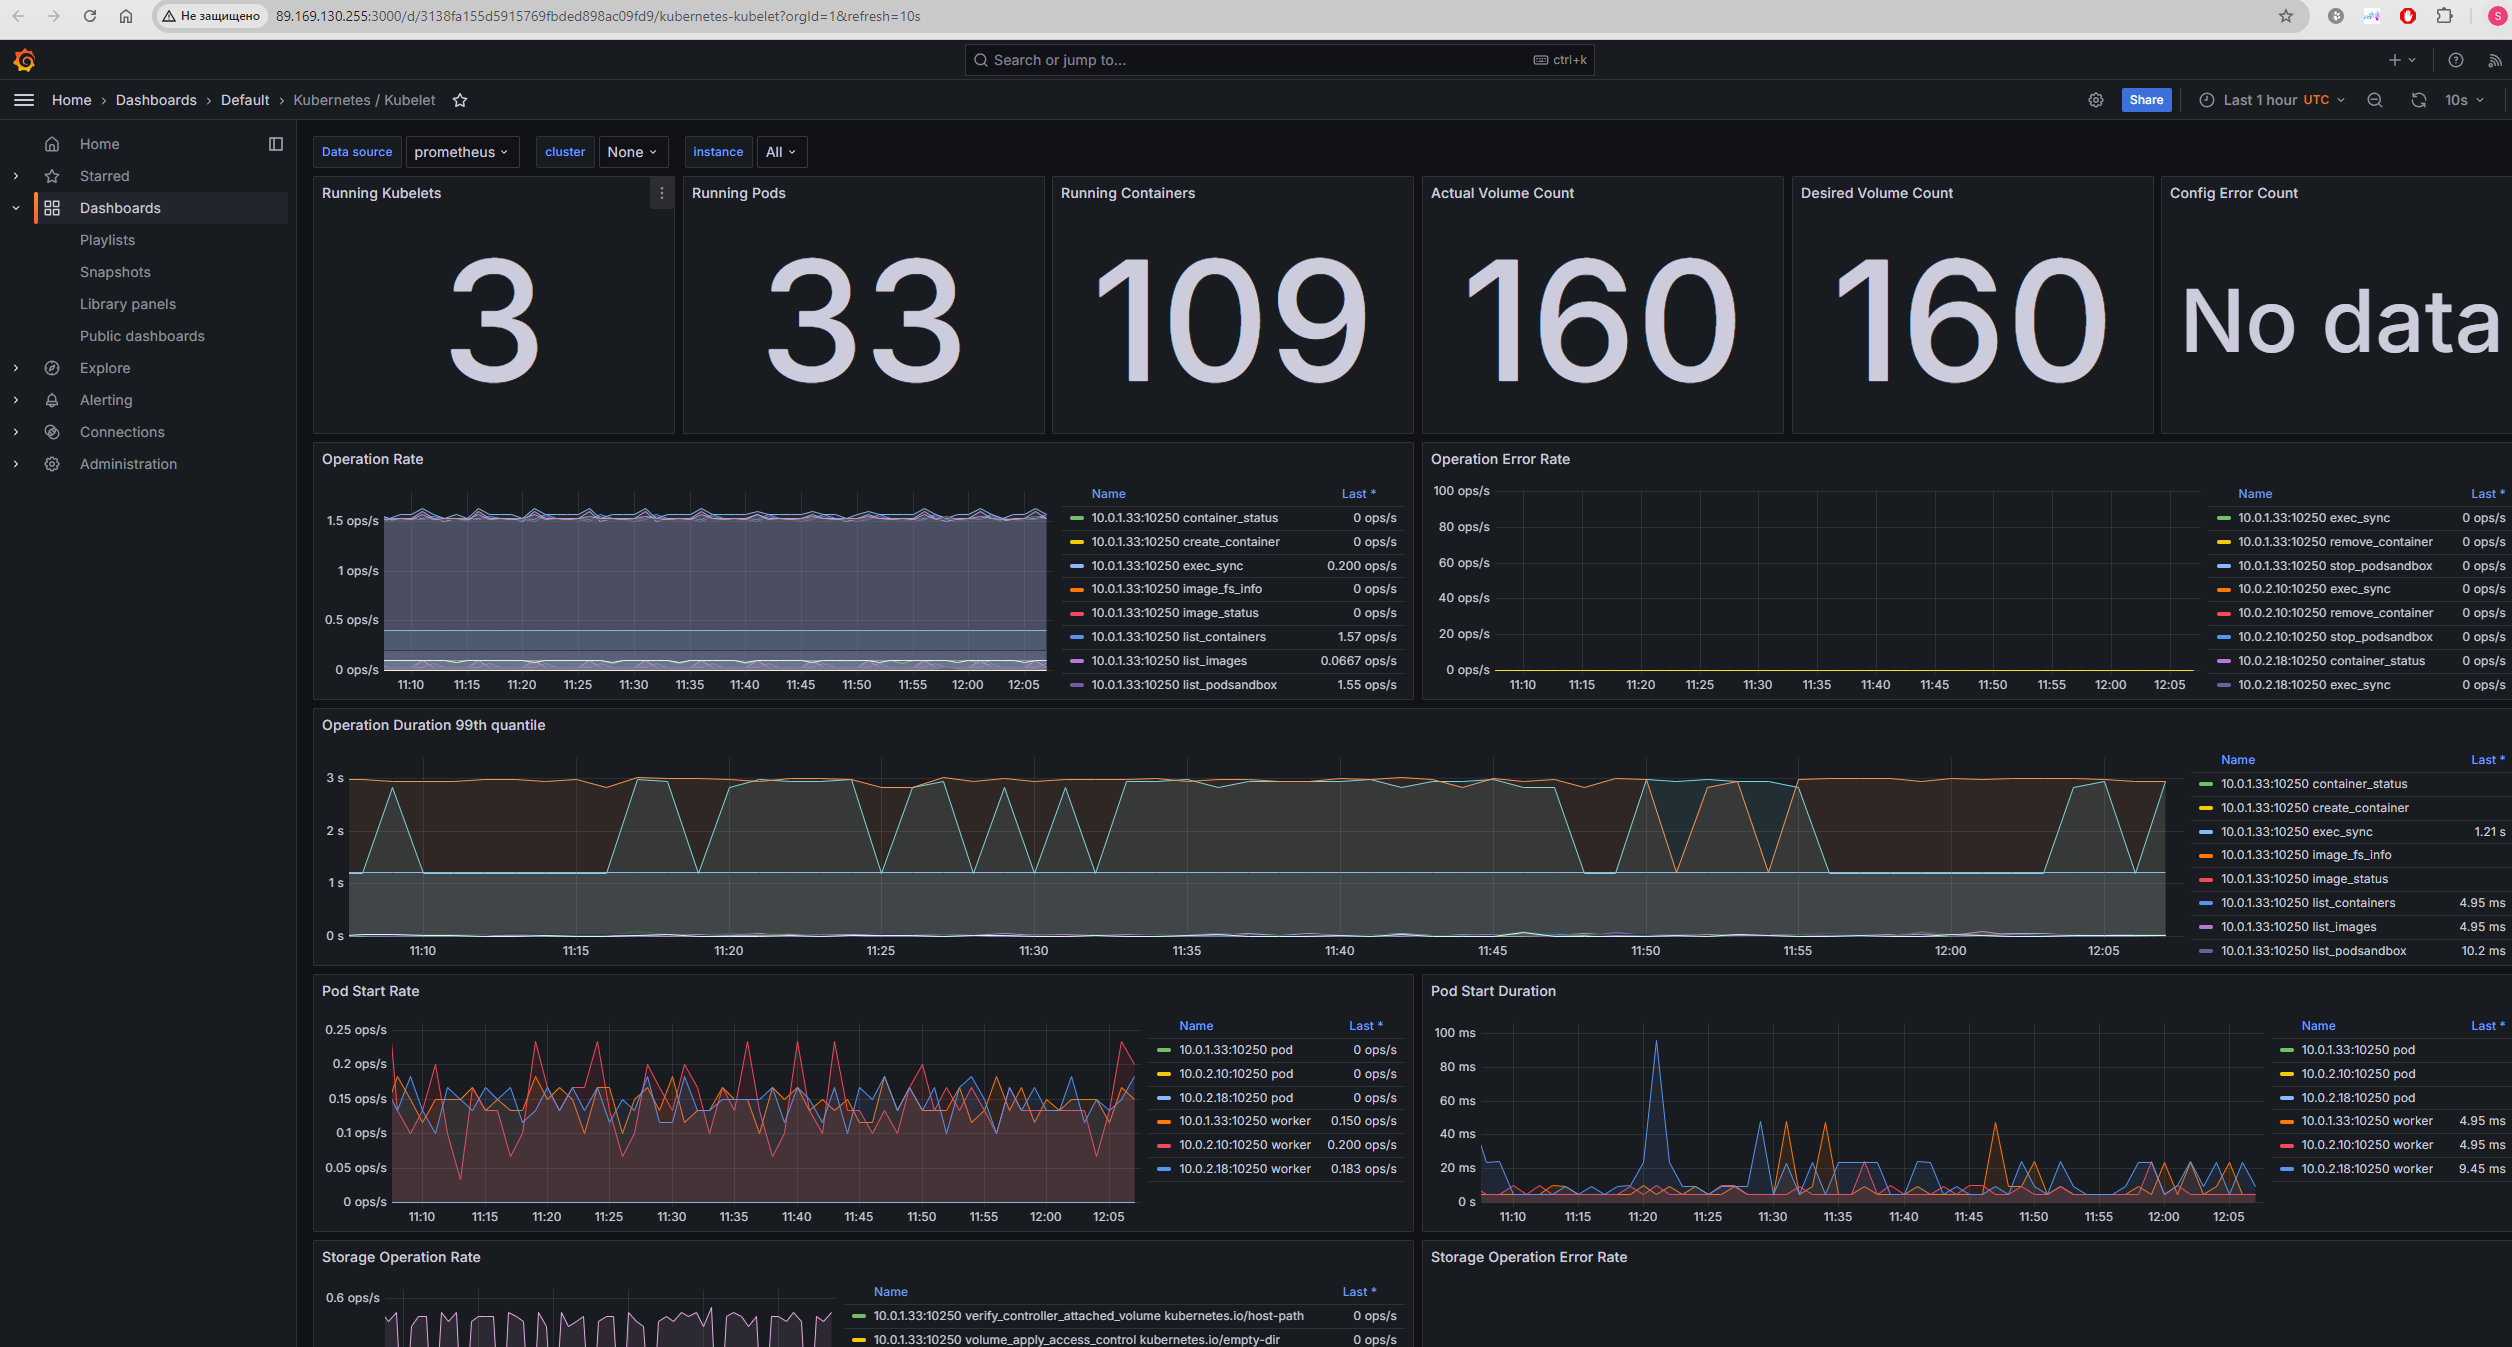 Не защищено
89.169.130.255:3000/d/3138fa155d5915769fbded898ac09fd9/kubernetes-kubelet?orgId=1&refresh=10s
S
Search or jump to...
ctrl+k
Home › Dashboards › Default › Kubernetes / Kubelet
Share
Last 1 hour UTC
10s
Home
Starred
Dashboards
Playlists
Snapshots
Library panels
Public dashboards
Explore
Alerting
Connections
Administration
Data source prometheus
cluster None
instance All
Running Kubelets
3
Running Pods
33
Running Containers
109
Actual Volume Count
160
Desired Volume Count
160
Config Error Count
No data
Operation Rate
1.5 ops/s
1 ops/s
0.5 ops/s
0 ops/s
11:10 11:15 11:20 11:25 11:30 11:35 11:40 11:45 11:50 11:55 12:00 12:05
Name Last *
10.0.1.33:10250 container_status 0 ops/s
10.0.1.33:10250 create_container 0 ops/s
10.0.1.33:10250 exec_sync 0.200 ops/s
10.0.1.33:10250 image_fs_info 0 ops/s
10.0.1.33:10250 image_status 0 ops/s
10.0.1.33:10250 list_containers 1.57 ops/s
10.0.1.33:10250 list_images 0.0667 ops/s
10.0.1.33:10250 list_podsandbox 1.55 ops/s
Operation Error Rate
100 ops/s
80 ops/s
60 ops/s
40 ops/s
20 ops/s
0 ops/s
11:10 11:15 11:20 11:25 11:30 11:35 11:40 11:45 11:50 11:55 12:00 12:05
Name Last *
10.0.1.33:10250 exec_sync 0 ops/s
10.0.1.33:10250 remove_container 0 ops/s
10.0.1.33:10250 stop_podsandbox 0 ops/s
10.0.2.10:10250 exec_sync 0 ops/s
10.0.2.10:10250 remove_container 0 ops/s
10.0.2.10:10250 stop_podsandbox 0 ops/s
10.0.2.18:10250 container_status 0 ops/s
10.0.2.18:10250 exec_sync 0 ops/s
Operation Duration 99th quantile
3 s
2 s
1 s
0 s
11:10 11:15 11:20 11:25 11:30 11:35 11:40 11:45 11:50 11:55 12:00 12:05
Name Last *
10.0.1.33:10250 container_status
10.0.1.33:10250 create_container
10.0.1.33:10250 exec_sync 1.21 s
10.0.1.33:10250 image_fs_info
10.0.1.33:10250 image_status
10.0.1.33:10250 list_containers 4.95 ms
10.0.1.33:10250 list_images 4.95 ms
10.0.1.33:10250 list_podsandbox 10.2 ms
Pod Start Rate
0.25 ops/s
0.2 ops/s
0.15 ops/s
0.1 ops/s
0.05 ops/s
0 ops/s
11:10 11:15 11:20 11:25 11:30 11:35 11:40 11:45 11:50 11:55 12:00 12:05
Name Last *
10.0.1.33:10250 pod 0 ops/s
10.0.2.10:10250 pod 0 ops/s
10.0.2.18:10250 pod 0 ops/s
10.0.1.33:10250 worker 0.150 ops/s
10.0.2.10:10250 worker 0.200 ops/s
10.0.2.18:10250 worker 0.183 ops/s
Pod Start Duration
100 ms
80 ms
60 ms
40 ms
20 ms
0 s
11:10 11:15 11:20 11:25 11:30 11:35 11:40 11:45 11:50 11:55 12:00 12:05
Name Last *
10.0.1.33:10250 pod
10.0.2.10:10250 pod
10.0.2.18:10250 pod
10.0.1.33:10250 worker 4.95 ms
10.0.2.10:10250 worker 4.95 ms
10.0.2.18:10250 worker 9.45 ms
Storage Operation Rate
0.6 ops/s
Name Last *
10.0.1.33:10250 verify_controller_attached_volume kubernetes.io/host-path 0 ops/s
10.0.1.33:10250 volume_apply_access_control kubernetes.io/empty-dir 0 ops/s
Storage Operation Error Rate